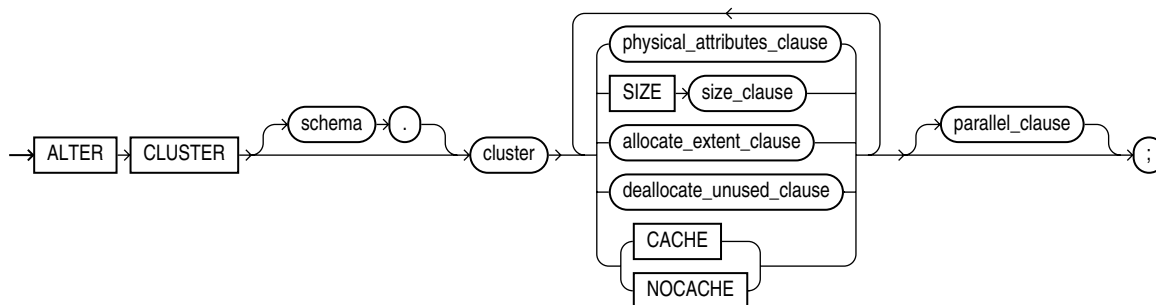 physical_attributes_clause
SIZE size_clause
schema .
parallel_clause
ALTER CLUSTER cluster allocate_extent_clause ;
deallocate_unused_clause
CACHE
NOCACHE